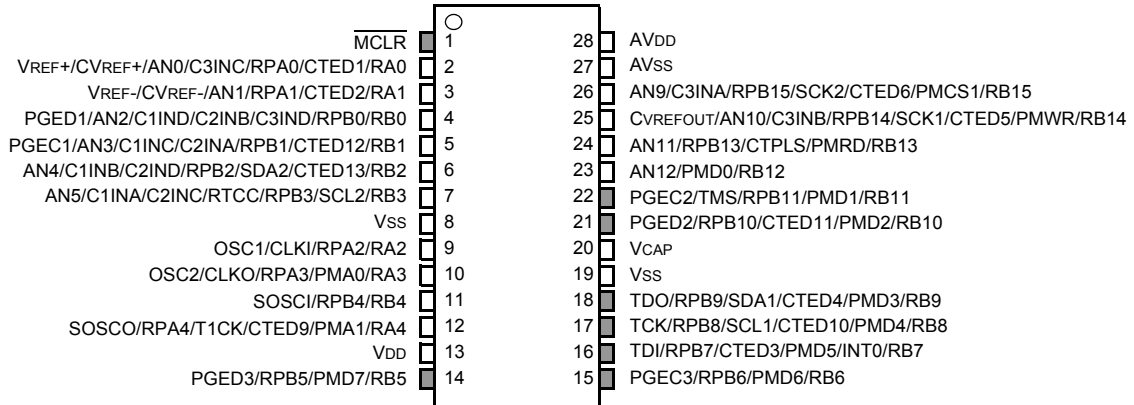 MCLR 1
VREF+/CVREF+/AN0/C3INC/RPA0/CTED1/RA0 2
VREF-/CVREF-/AN1/RPA1/CTED2/RA1 3
PGED1/AN2/C1IND/C2INB/C3IND/RPB0/RB0 4
PGEC1/AN3/C1INC/C2INA/RPB1/CTED12/RB1 5
AN4/C1INB/C2IND/RPB2/SDA2/CTED13/RB2 6
AN5/C1INA/C2INC/RTCC/RPB3/SCL2/RB3 7
VSS 8
OSC1/CLKI/RPA2/RA2 9
OSC2/CLKO/RPA3/PMA0/RA3 10
SOSCI/RPB4/RB4 11
SOSCO/RPA4/T1CK/CTED9/PMA1/RA4 12
VDD 13
PGED3/RPB5/PMD7/RB5 14
28 AVDD
27 AVSS
26 AN9/C3INA/RPB15/SCK2/CTED6/PMCS1/RB15
25 CVREFOUT/AN10/C3INB/RPB14/SCK1/CTED5/PMWR/RB14
24 AN11/RPB13/CTPLS/PMRD/RB13
23 AN12/PMD0/RB12
22 PGEC2/TMS/RPB11/PMD1/RB11
21 PGED2/RPB10/CTED11/PMD2/RB10
20 VCAP
19 VSS
18 TDO/RPB9/SDA1/CTED4/PMD3/RB9
17 TCK/RPB8/SCL1/CTED10/PMD4/RB8
16 TDI/RPB7/CTED3/PMD5/INT0/RB7
15 PGEC3/RPB6/PMD6/RB6